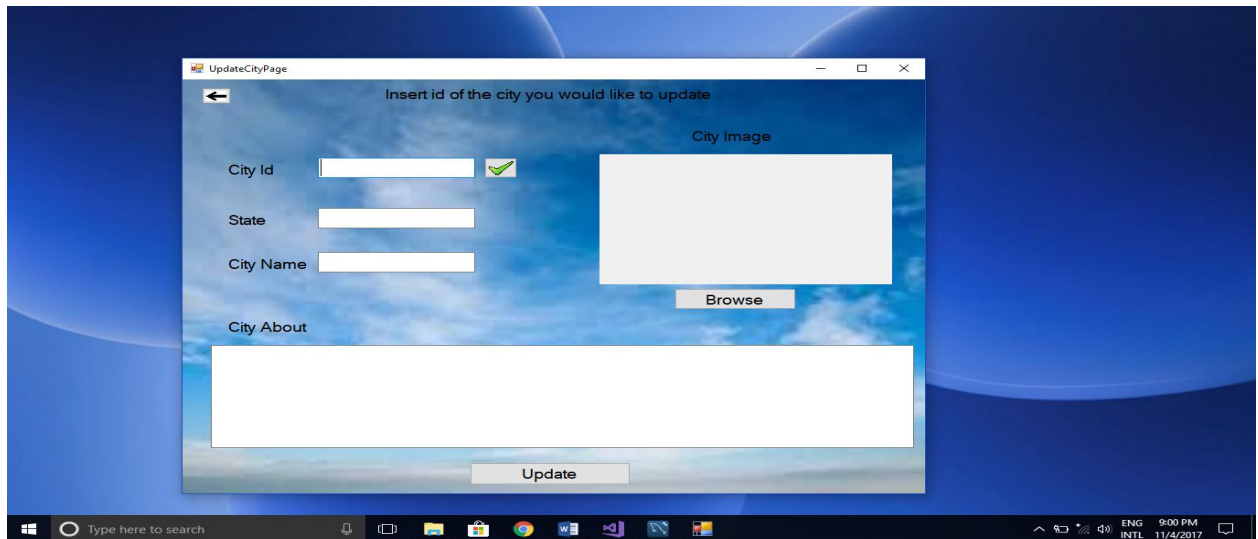 UpdateCityPage
Insert id of the city you would like to update
City Image
City Id
State
City Name
Browse
City About
Update
Type here to search
ENG 9:00 PM
INTL 11/4/2017